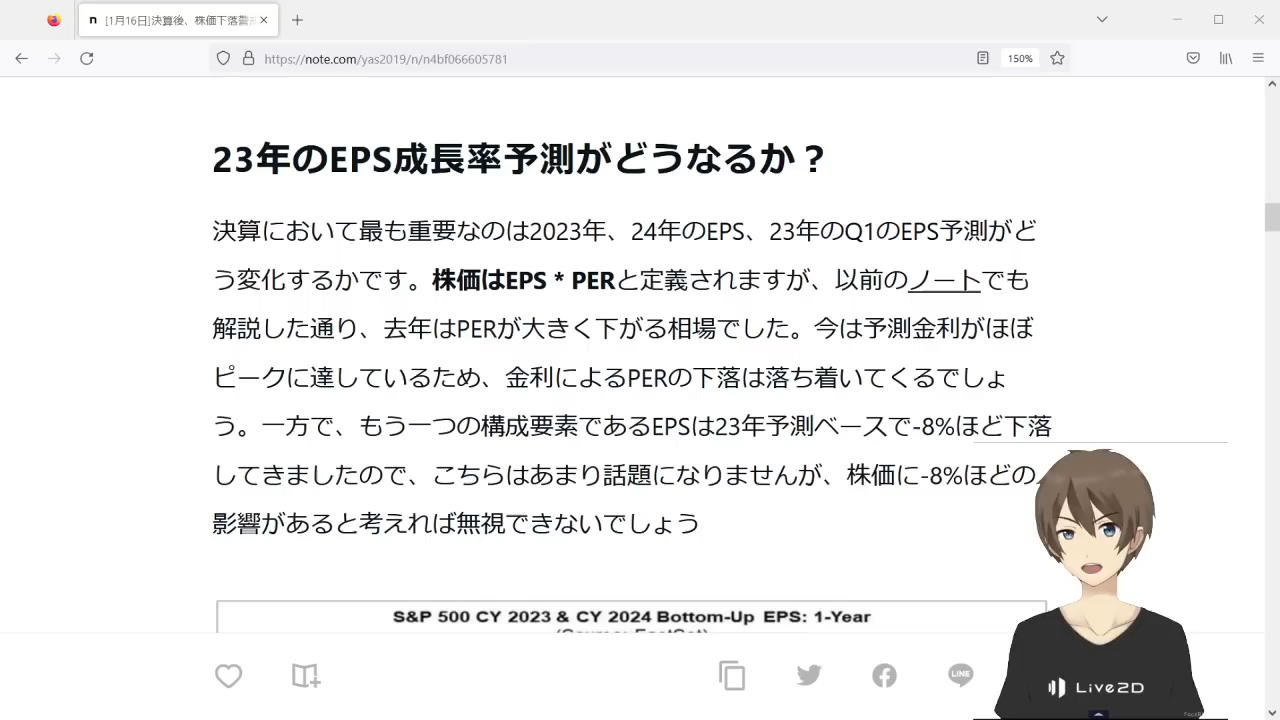 [1月16日]決算後、株価下落警
https://note.com/yas2019/n/n4bf066605781
150%
23年のEPS成長率予測がどうなるか？
決算において最も重要なのは2023年、24年のEPS、23年のQ1のEPS予測がど
う変化するかです。株価はEPS * PERと定義されますが、以前のノートでも
解説した通り、去年はPERが大きく下がる相場でした。今は予測金利がほぼ
ピークに達しているため、金利によるPERの下落は落ち着いてくるでしょ
う。一方で、もう一つの構成要素であるEPSは23年予測ベースで-8%ほど下落
してきましたので、こちらはあまり話題になりませんが、株価に-8%ほどの
影響があると考えれば無視できないでしょう
S&P 500 CY 2023 & CY 2024 Bottom-Up EPS: 1-Year
LINE
Live2D